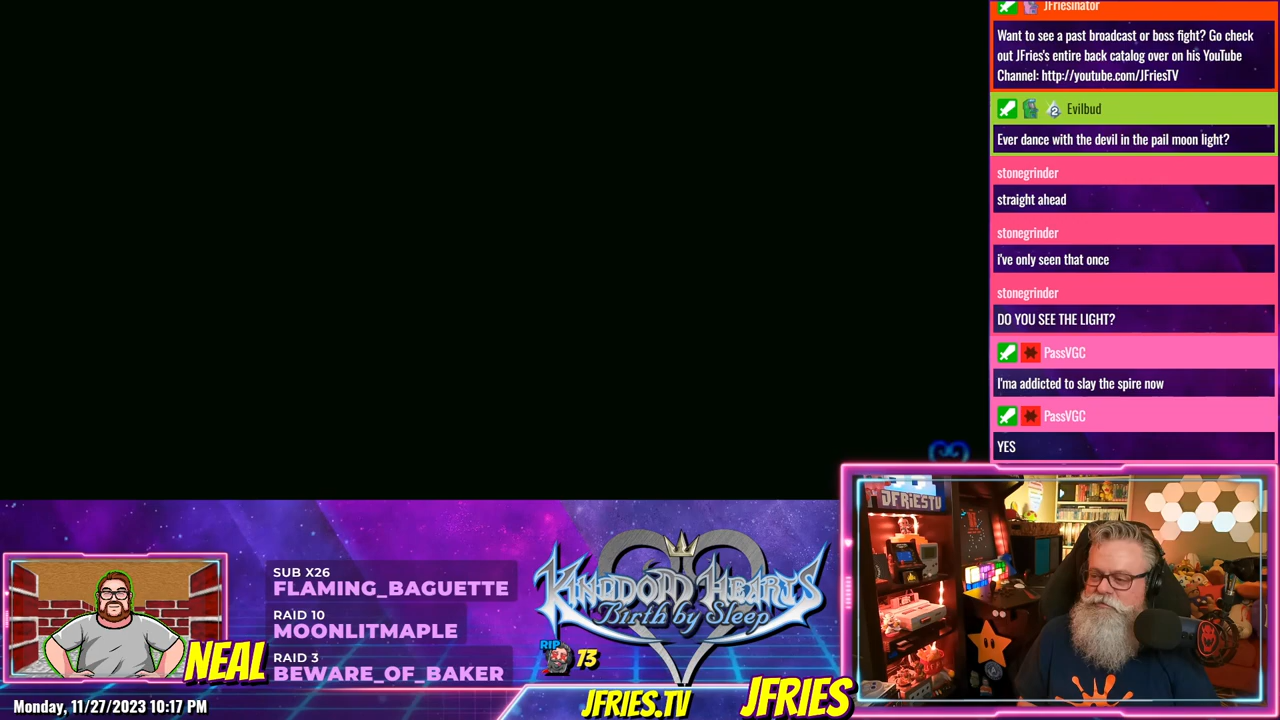 JFriesinator
Want to see a past broadcast or boss fight? Go check
out JFries's entire back catalog over on his YouTube
Channel: http://youtube.com/JFriesTV
2 Evilbud
Ever dance with the devil in the pail moon light?
stonegrinder
straight ahead
stonegrinder
i've only seen that once
stonegrinder
DO YOU SEE THE LIGHT?
PassVGC
I'ma addicted to slay the spire now
PassVGC
YES
JFRIESTV
SUB X26
FLAMING_BAGUETTE
RAID 10
MOONLITMAPLE
RAID 3
BEWARE_OF_BAKER
NEAL
KINGDOM HEARTS
Birth by Sleep
RIP
13
JFRIES.TV
JFRIES
Monday, 11/27/2023 10:17 PM